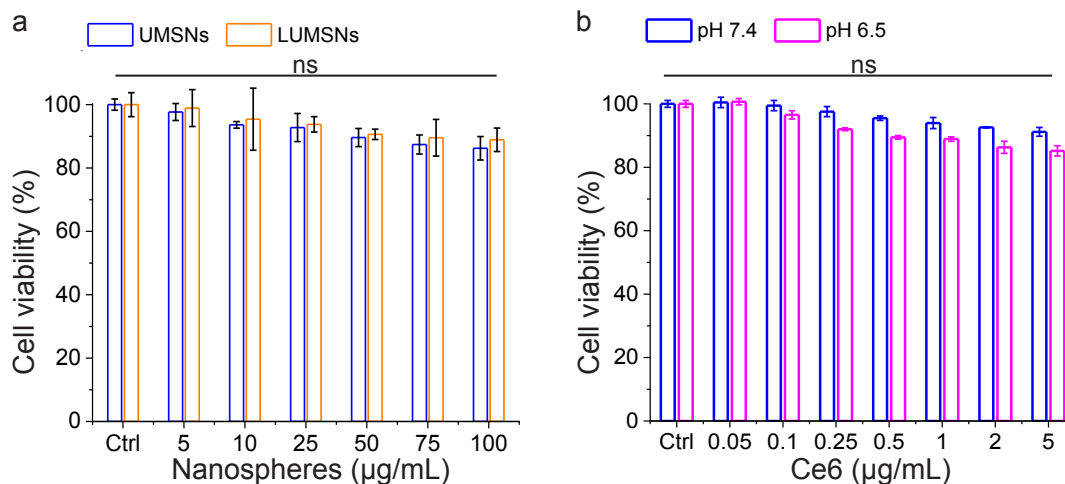 a
UMSNs LUMSNs
ns
Cell viability (%)
100
80
60
40
20
0
Ctrl 5 10 25 50 75 100
Nanospheres (µg/mL)
b
pH 7.4 pH 6.5
ns
Cell viability (%)
100
80
60
40
20
0
Ctrl 0.05 0.1 0.25 0.5 1 2 5
Ce6 (µg/mL)